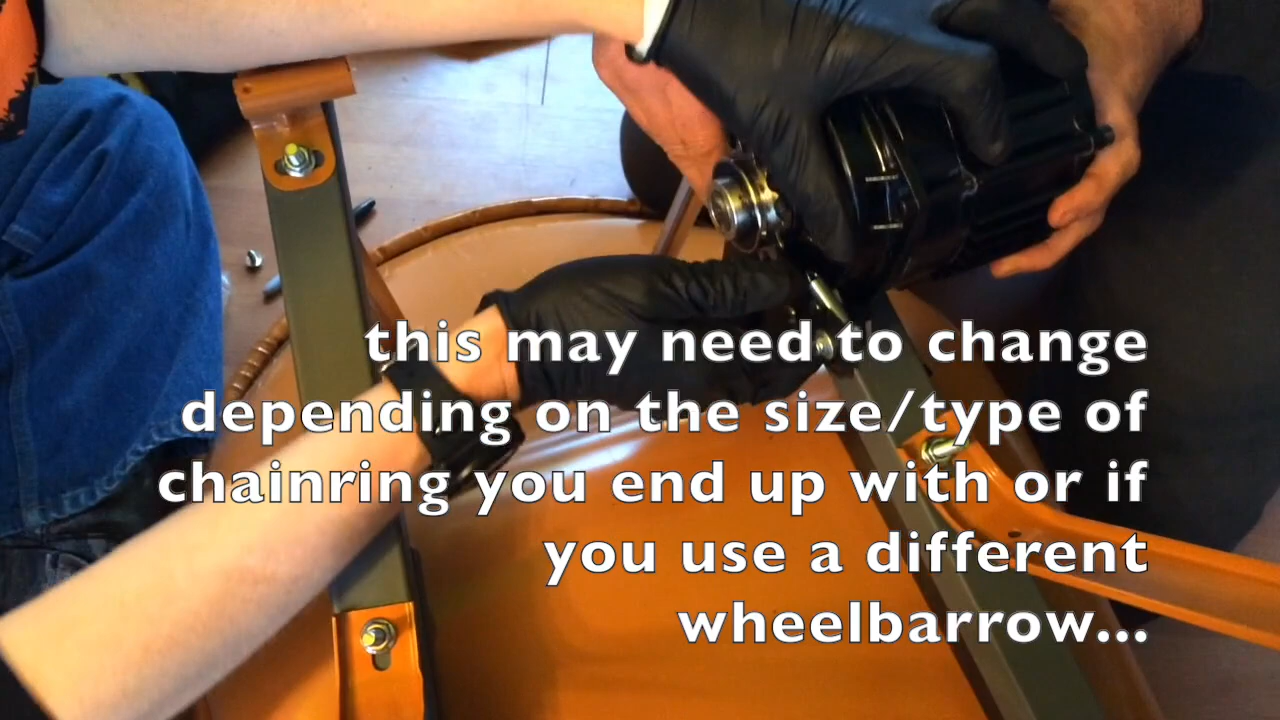 this may need to change
depending on the size/type of
chainring you end up with or if
you use a different
wheelbarrow...